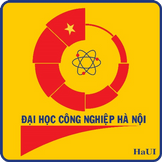 ĐẠI HỌC CÔNG NGHIỆP HÀ NỘI
HaUI